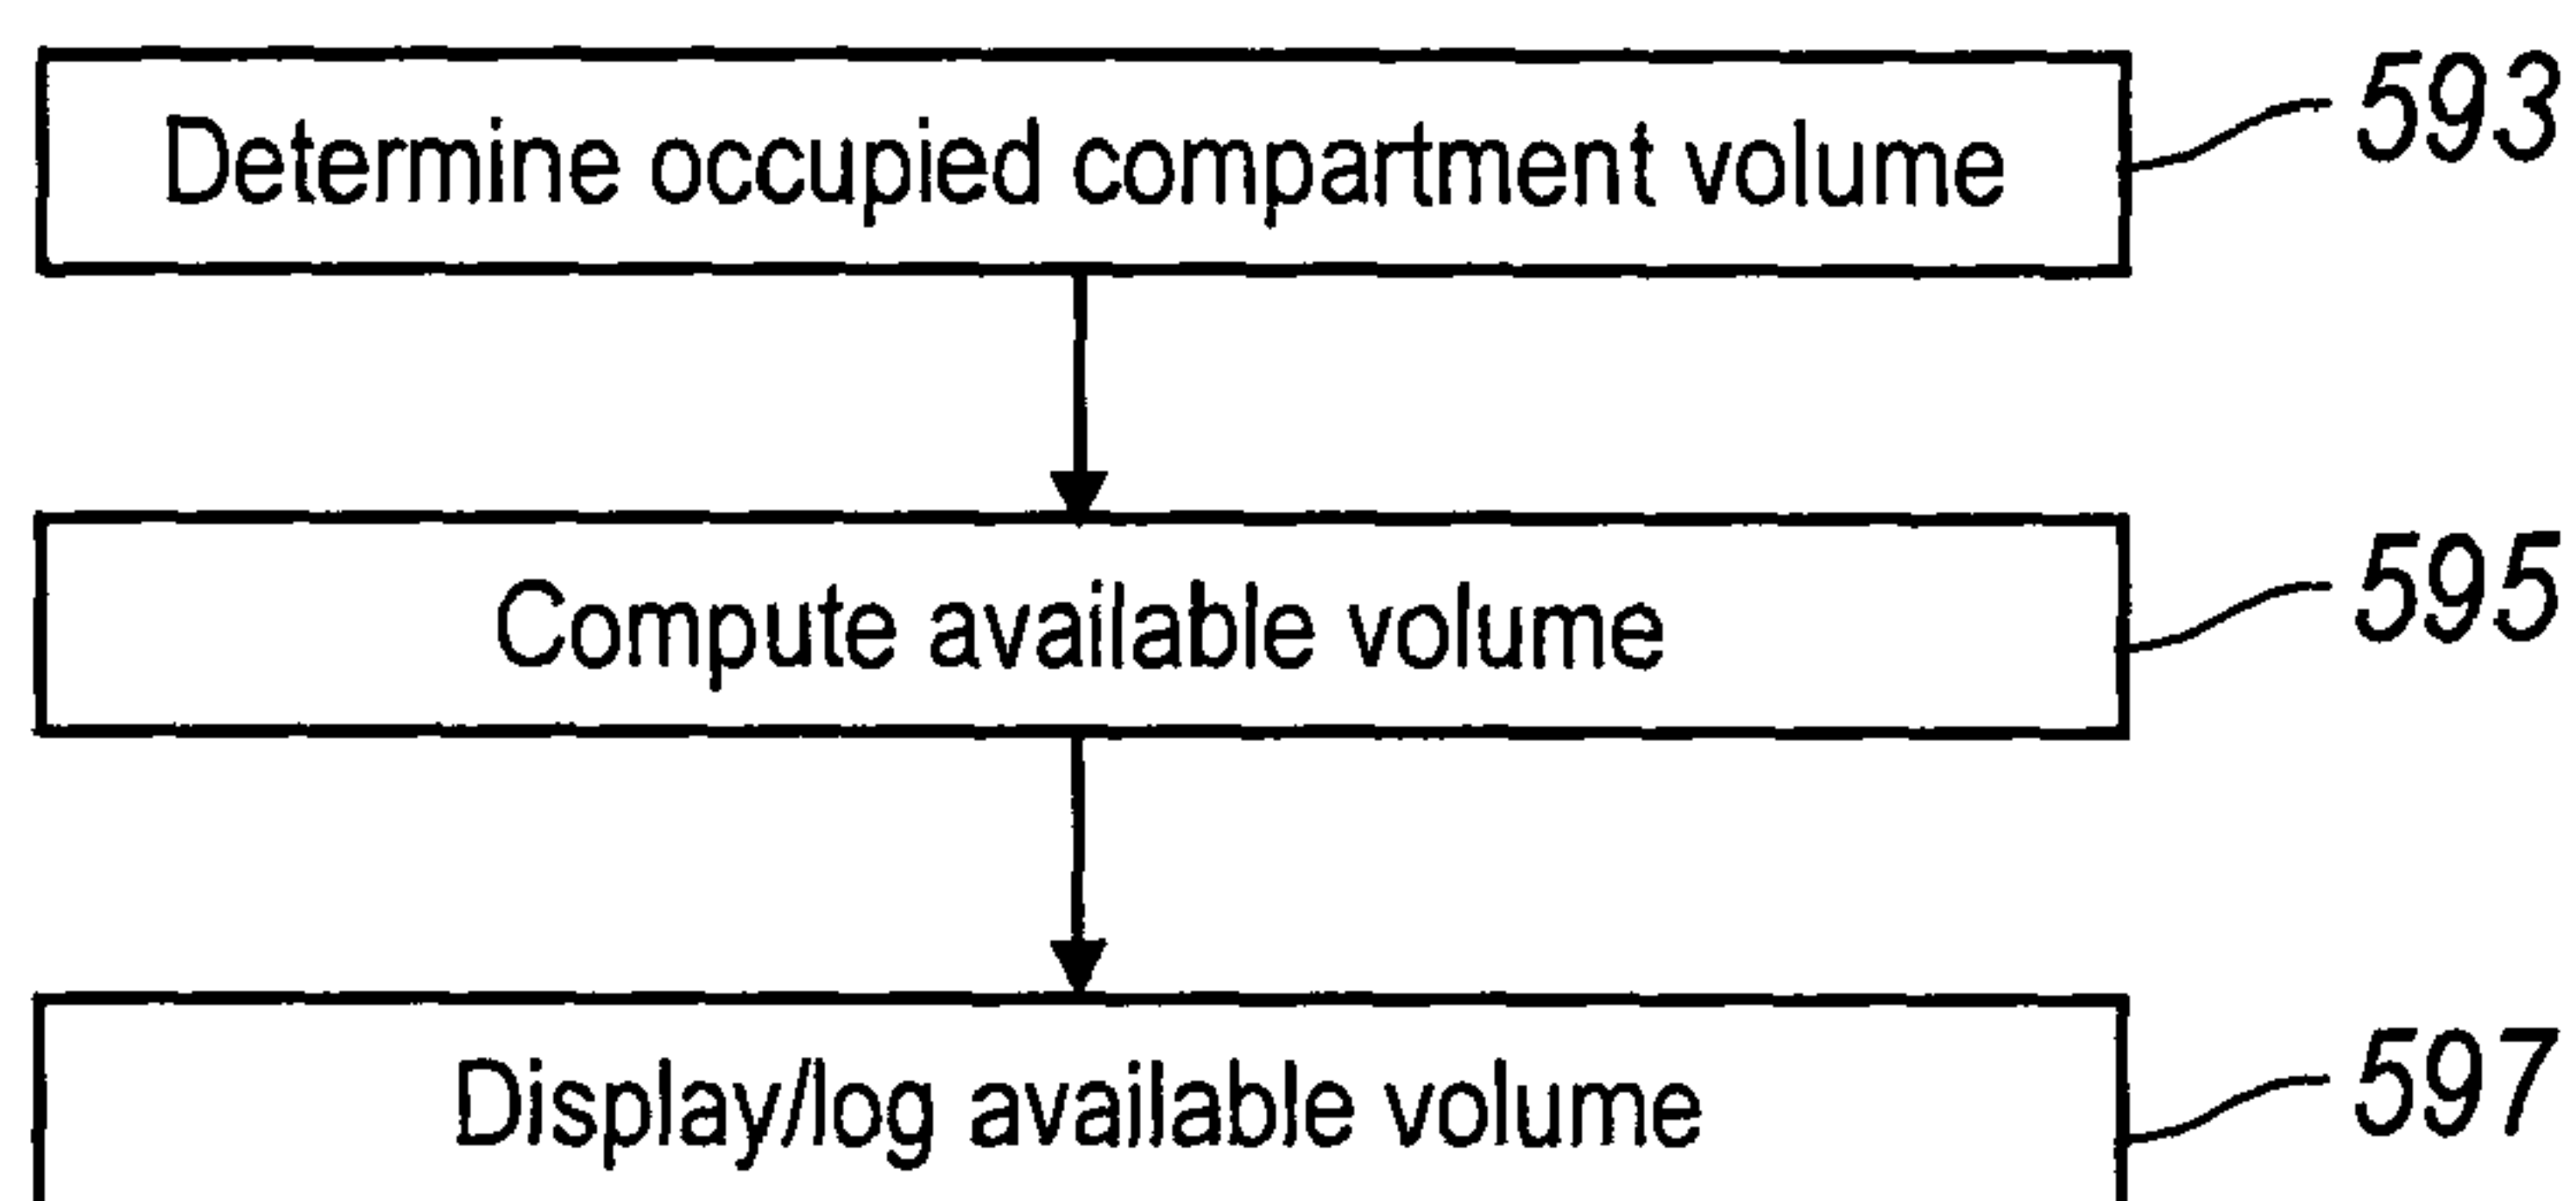 Determine occupied compartment volume 593
Compute available volume 595
Display/log available volume 597